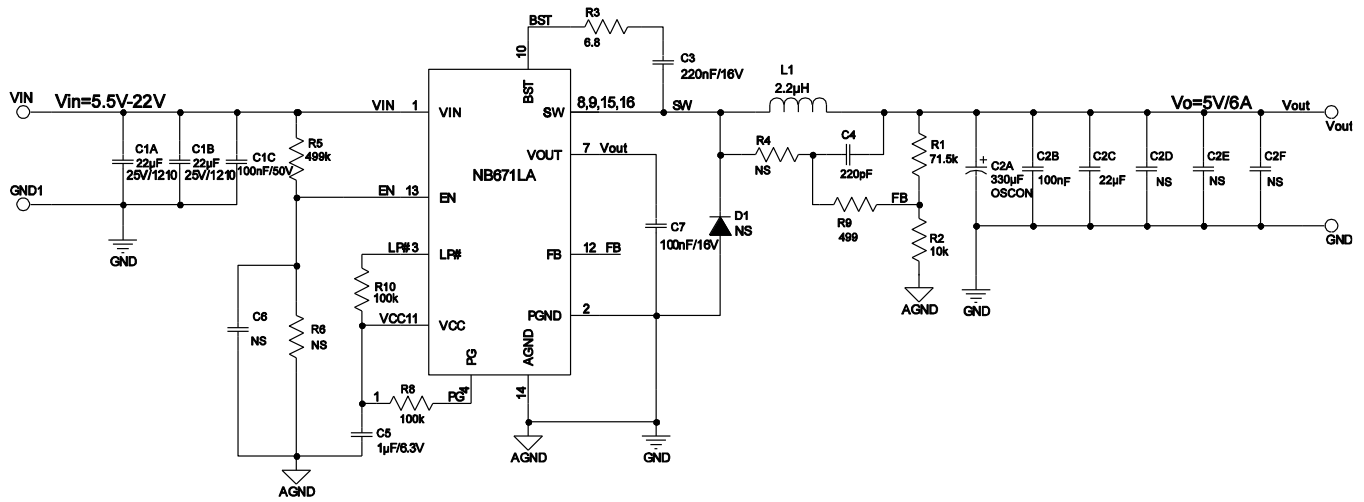 BST
R3
6.8
10
C3
220nF/16V
VIN
Vin=5.5V-22V
VIN
1
VIN
BST
SW
8,9,15,16
SW
L1
2.2µH
Vo=5V/6A
Vout
Vout
C1A
22µF
25V/1210
C1B
22µF
25V/1210
C1C
100nF/50V
R5
499k
VOUT
7
Vout
NB671LA
R4
NS
C4
220pF
R1
71.5k
C2A
330µF
OSCON
+
C2B
100nF
C2C
22µF
C2D
NS
C2E
NS
C2F
NS
GND1
EN
13
EN
R9
499
FB
D1
NS
C7
100nF/16V
R2
10k
GND
GND
LP#
3
LP#
FB
12
FB
R10
100k
AGND
GND
C6
NS
R6
NS
VCC
11
VCC
PGND
2
PG
AGND
R8
100k
1
PG
4
14
C5
1µF/6.3V
AGND
AGND
GND